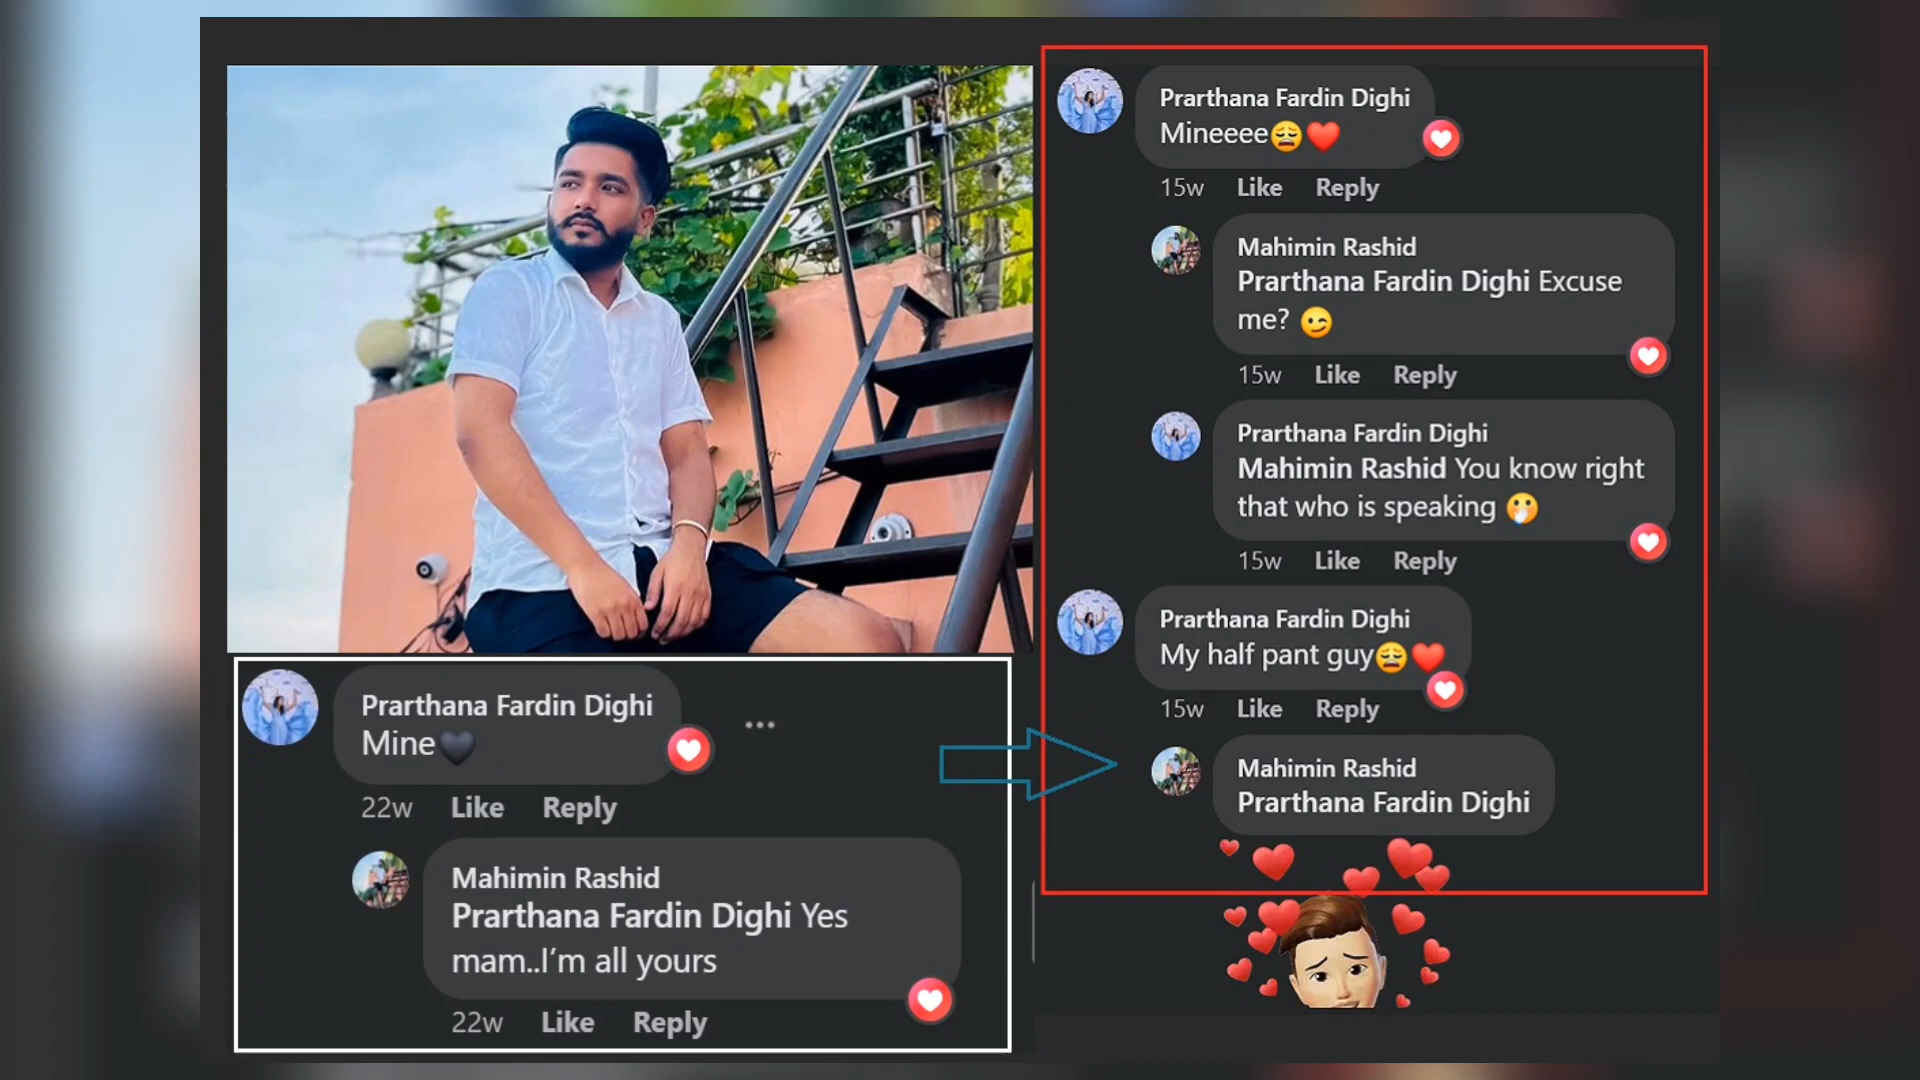 Prarthana Fardin Dighi
Mine🖤
22w Like Reply
Mahimin Rashid
Prarthana Fardin Dighi Yes
mam..I'm all yours
22w Like Reply
Prarthana Fardin Dighi
Mineeee😩❤️
15w Like Reply
Mahimin Rashid
Prarthana Fardin Dighi Excuse
me? 😉
15w Like Reply
Prarthana Fardin Dighi
Mahimin Rashid You know right
that who is speaking 🤭
15w Like Reply
Prarthana Fardin Dighi
My half pant guy😩❤️
15w Like Reply
Mahimin Rashid
Prarthana Fardin Dighi